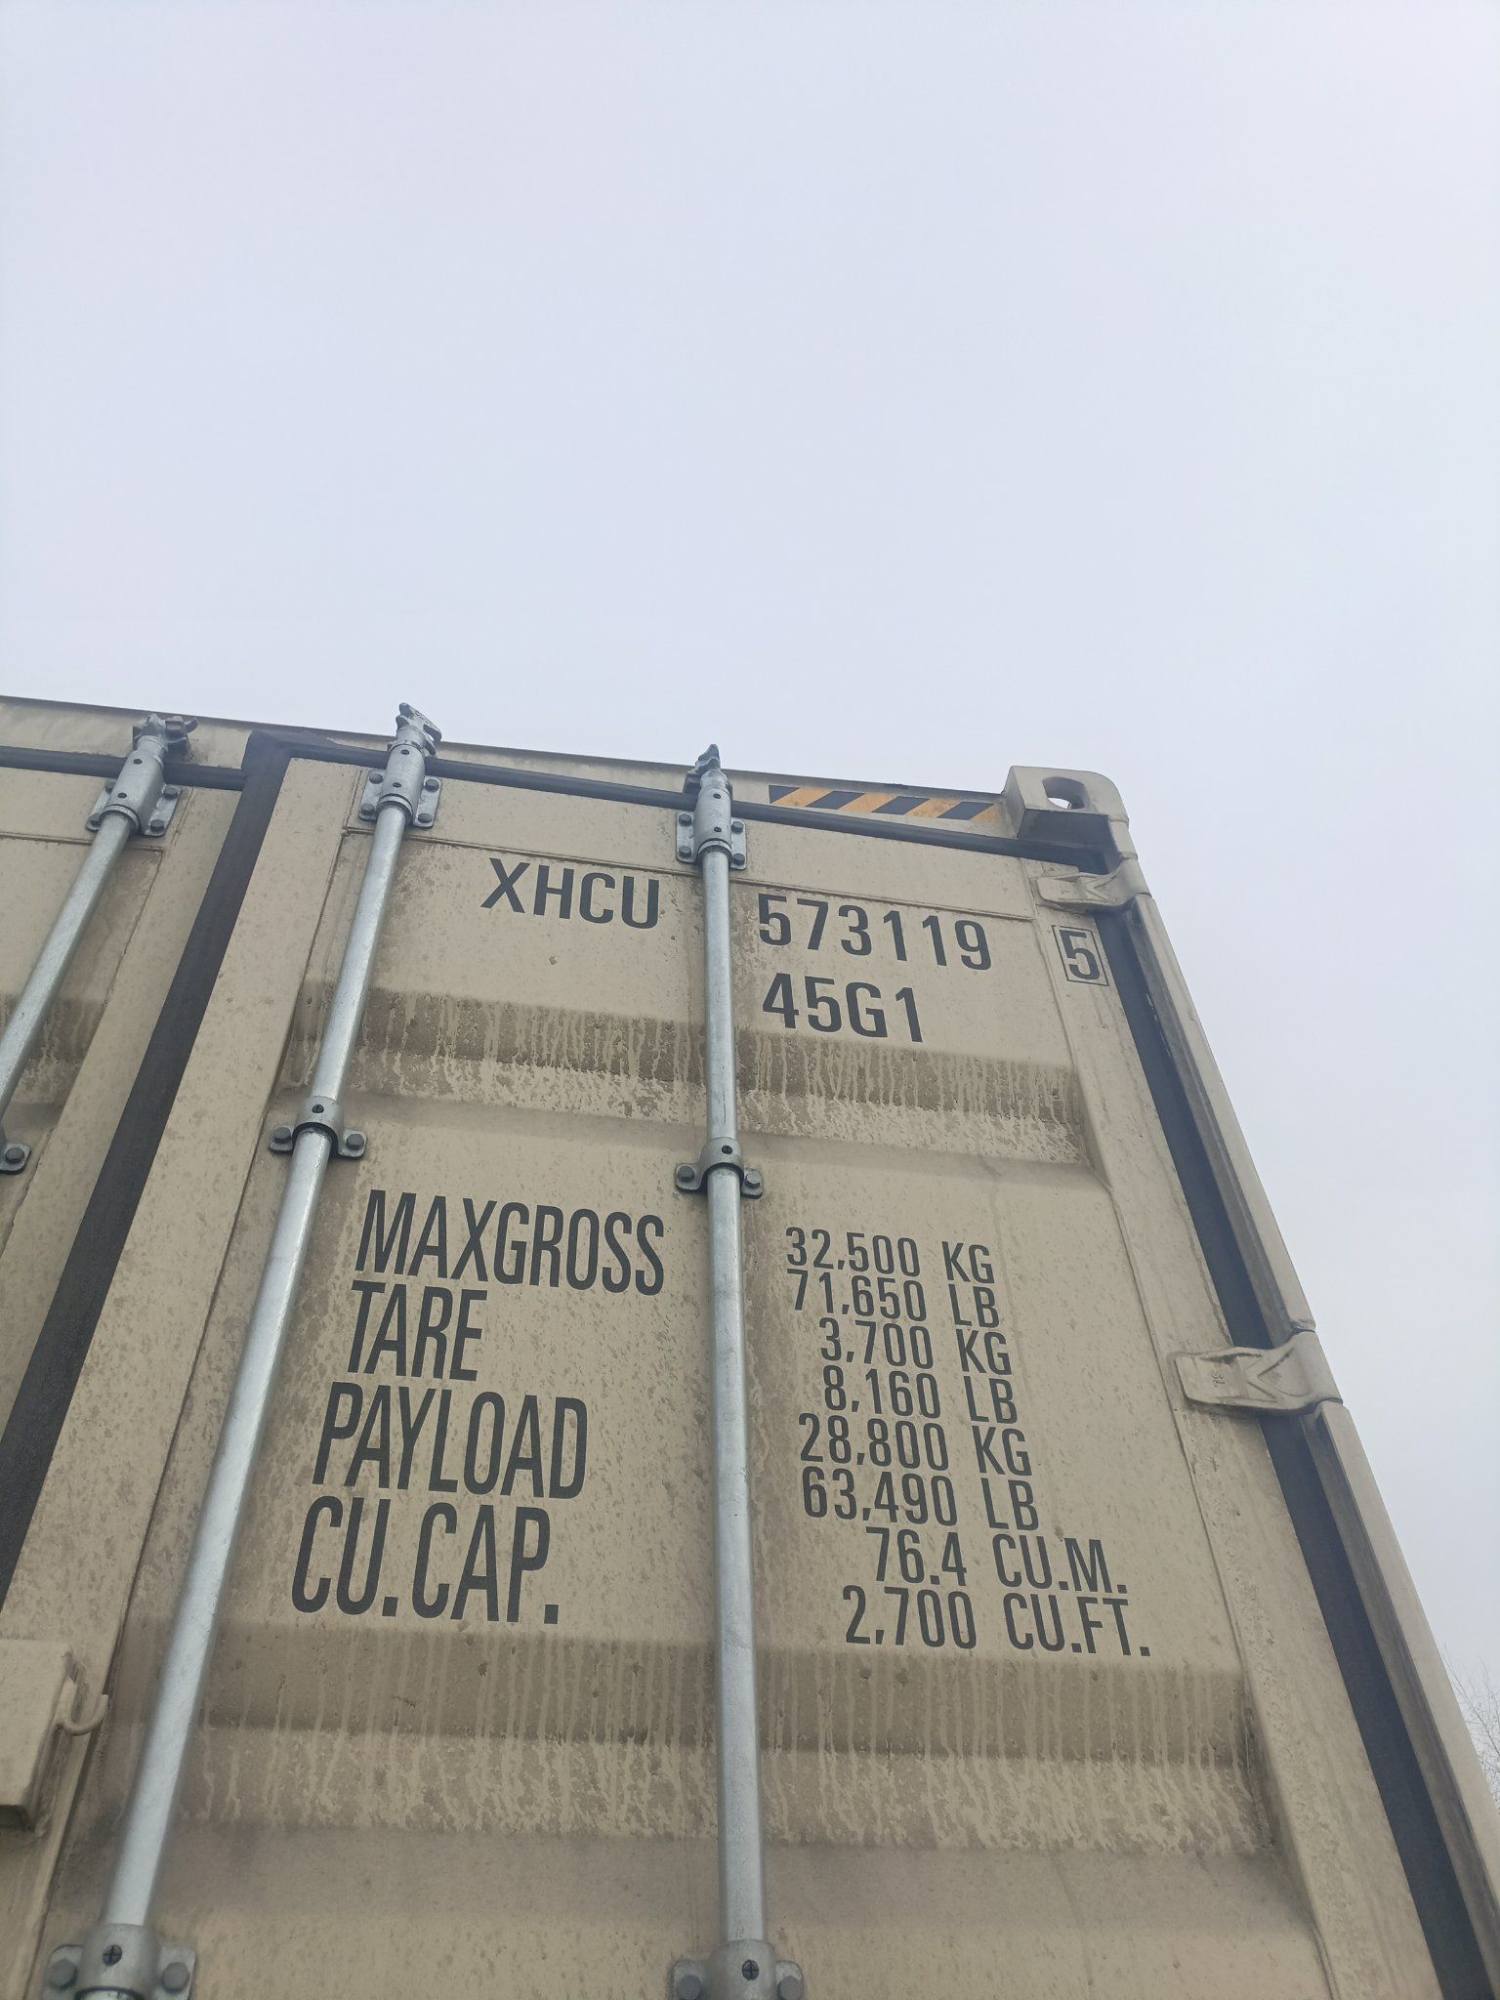 XHCU 573119 5
45G1
MAXGROSS 32,500 KG
71,650 LB
TARE 3,700 KG
8,160 LB
PAYLOAD 28,800 KG
63,490 LB
CU.CAP. 76.4 CU.M.
2,700 CU.FT.